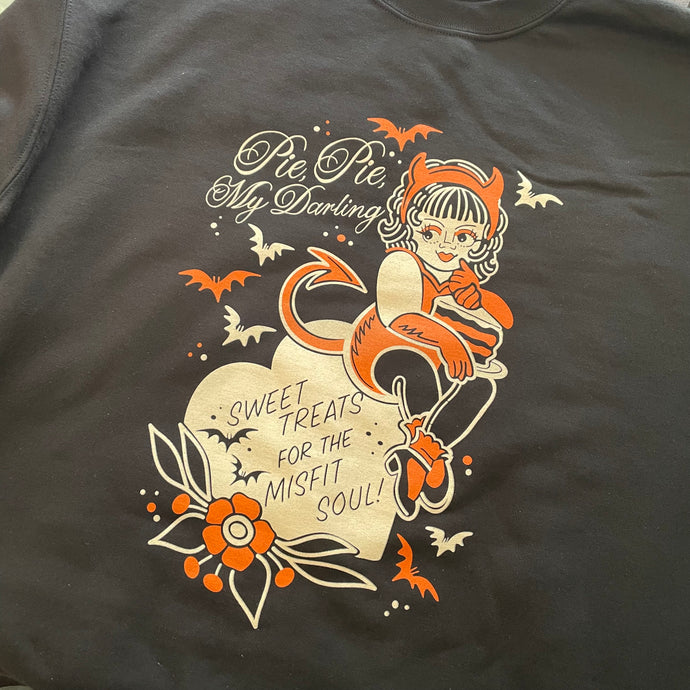 Pie, Pie,
My Darling
SWEET
TREATS
FOR THE
MISFIT
SOUL!